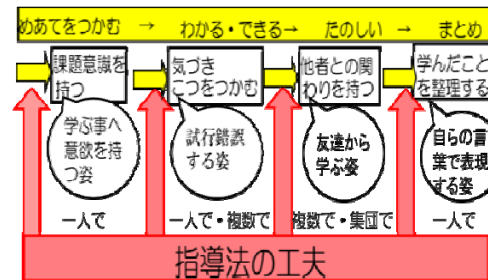 めあてをつかむ → わかる・できる→ たのしい → まとめ
課題意識を
持つ
気づき
こつをつかむ
他者との関
わりを持つ
学んだこと
を整理する
学ぶ事へ
意欲を持
つ姿
試行錯誤
する姿
友達から
学ぶ姿
自らの言
葉で表現
する姿
一人で
一人で・複数で
複数で・集団で
一人で
指導法の工夫